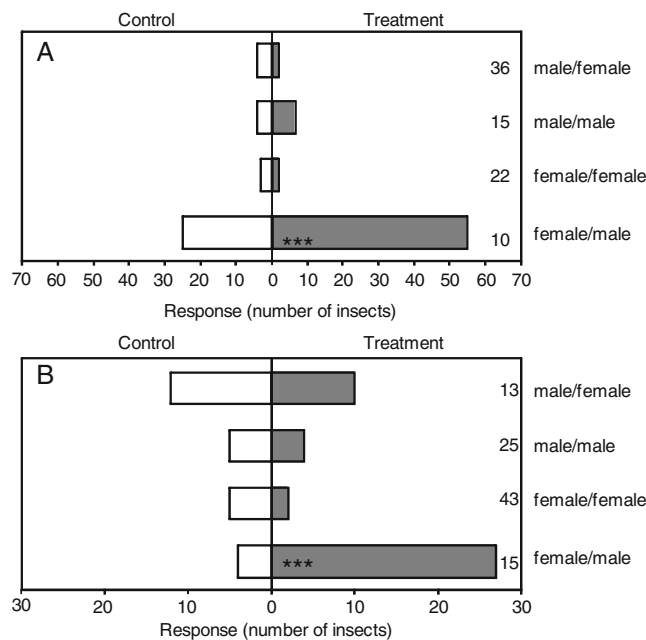 Control Treatment
A
36 male/female
15 male/male
22 female/female
*** 10 female/male
70 60 50 40 30 20 10 0 10 20 30 40 50 60 70
Response (number of insects)
Control Treatment
B
13 male/female
25 male/male
43 female/female
*** 15 female/male
30 20 10 0 10 20 30
Response (number of insects)